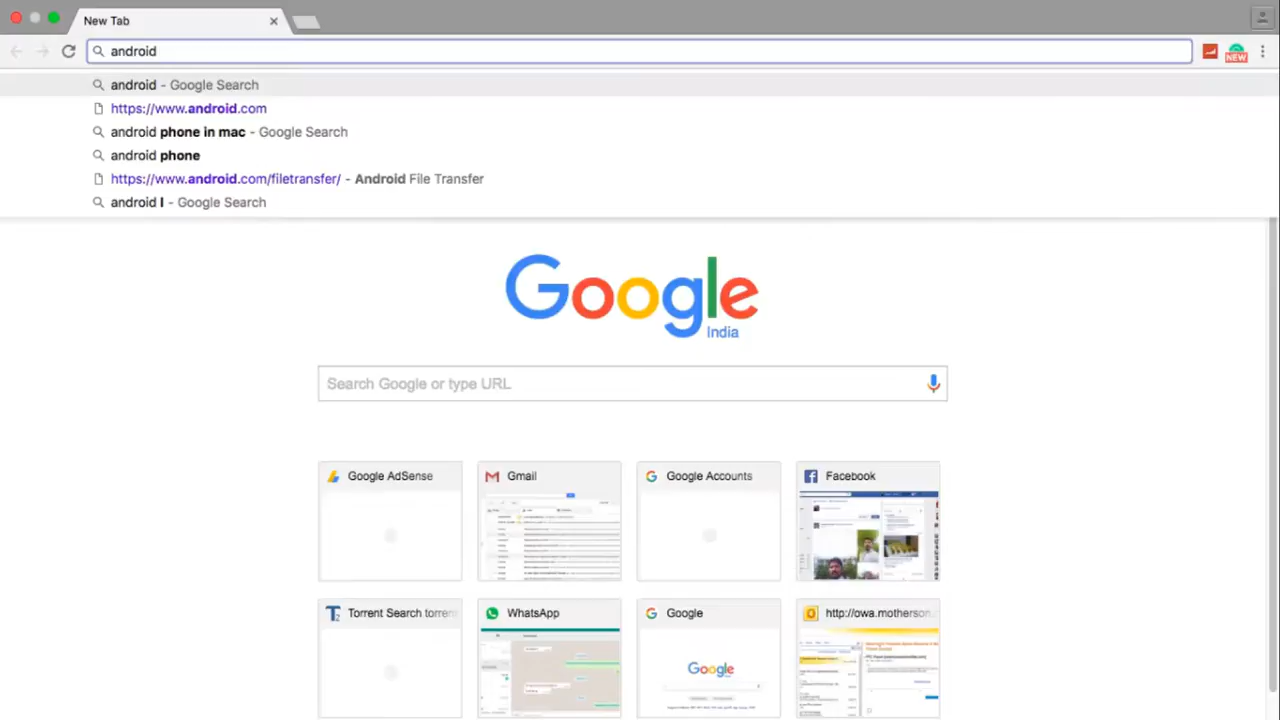 New Tab
android
NEW
android - Google Search
https://www.android.com
android phone in mac - Google Search
android phone
https://www.android.com/filetransfer/ - Android File Transfer
android l - Google Search
Google
India
Search Google or type URL
Google AdSense
Gmail
Google Accounts
Facebook
Torrent Search torren
WhatsApp
Google
http://owa.motherson.
Google